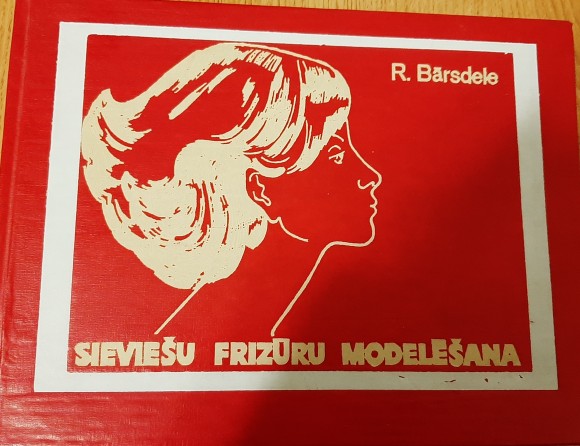 R. Bārsdele
SIEVIEŠU FRIZŪRU MODELĒŠANA